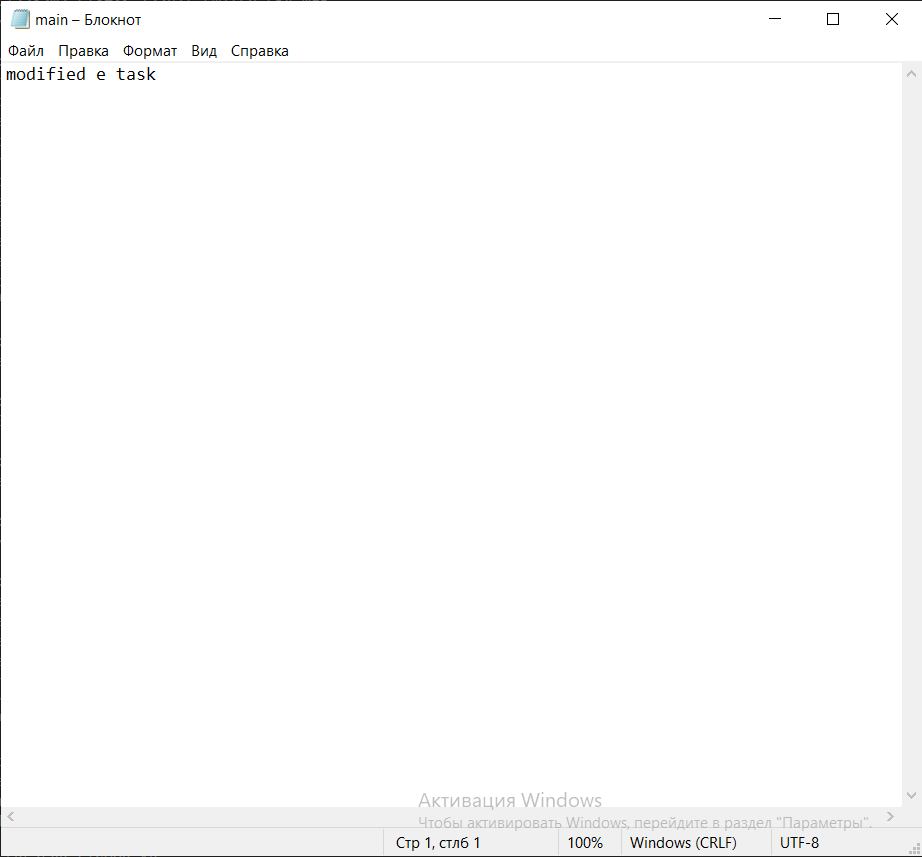 main – Блокнот
Файл Правка Формат Вид Справка
modified e task
Активация Windows
Чтобы активировать Windows, перейдите в раздел "Параметры".
Стр 1, стлб 1 100% Windows (CRLF) UTF-8